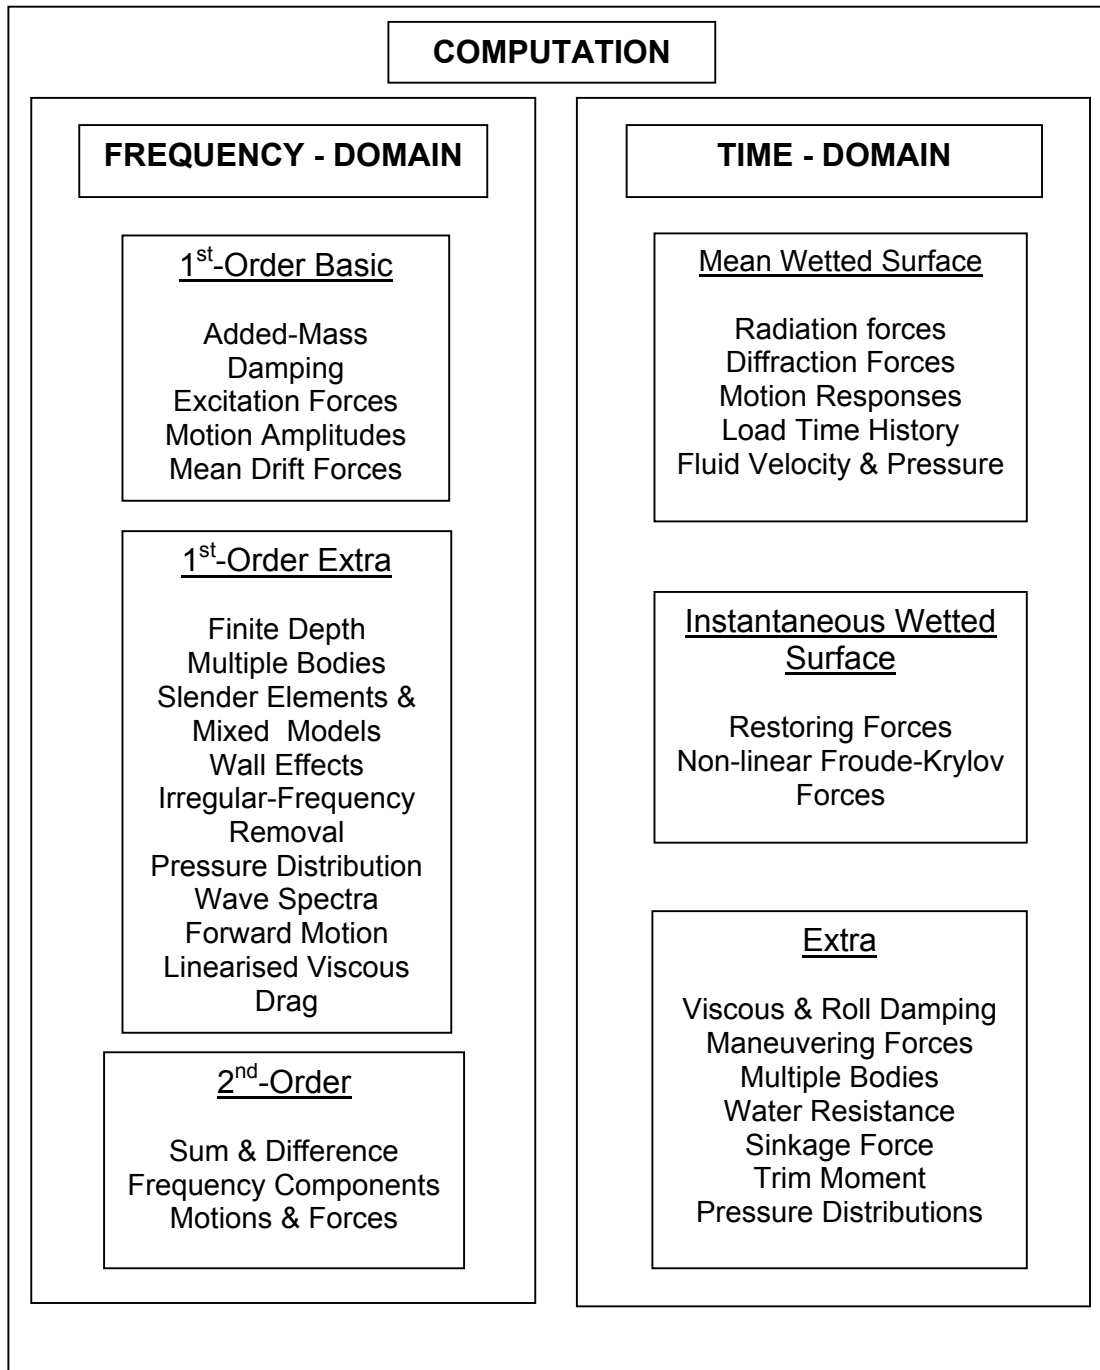 COMPUTATION
FREQUENCY - DOMAIN
1st-Order Basic
Added-Mass
Damping
Excitation Forces
Motion Amplitudes
Mean Drift Forces
1st-Order Extra
Finite Depth
Multiple Bodies
Slender Elements &
Mixed Models
Wall Effects
Irregular-Frequency
Removal
Pressure Distribution
Wave Spectra
Forward Motion
Linearised Viscous
Drag
2nd-Order
Sum & Difference
Frequency Components
Motions & Forces
TIME - DOMAIN
Mean Wetted Surface
Radiation forces
Diffraction Forces
Motion Responses
Load Time History
Fluid Velocity & Pressure
Instantaneous Wetted
Surface
Restoring Forces
Non-linear Froude-Krylov
Forces
Extra
Viscous & Roll Damping
Maneuvering Forces
Multiple Bodies
Water Resistance
Sinkage Force
Trim Moment
Pressure Distributions